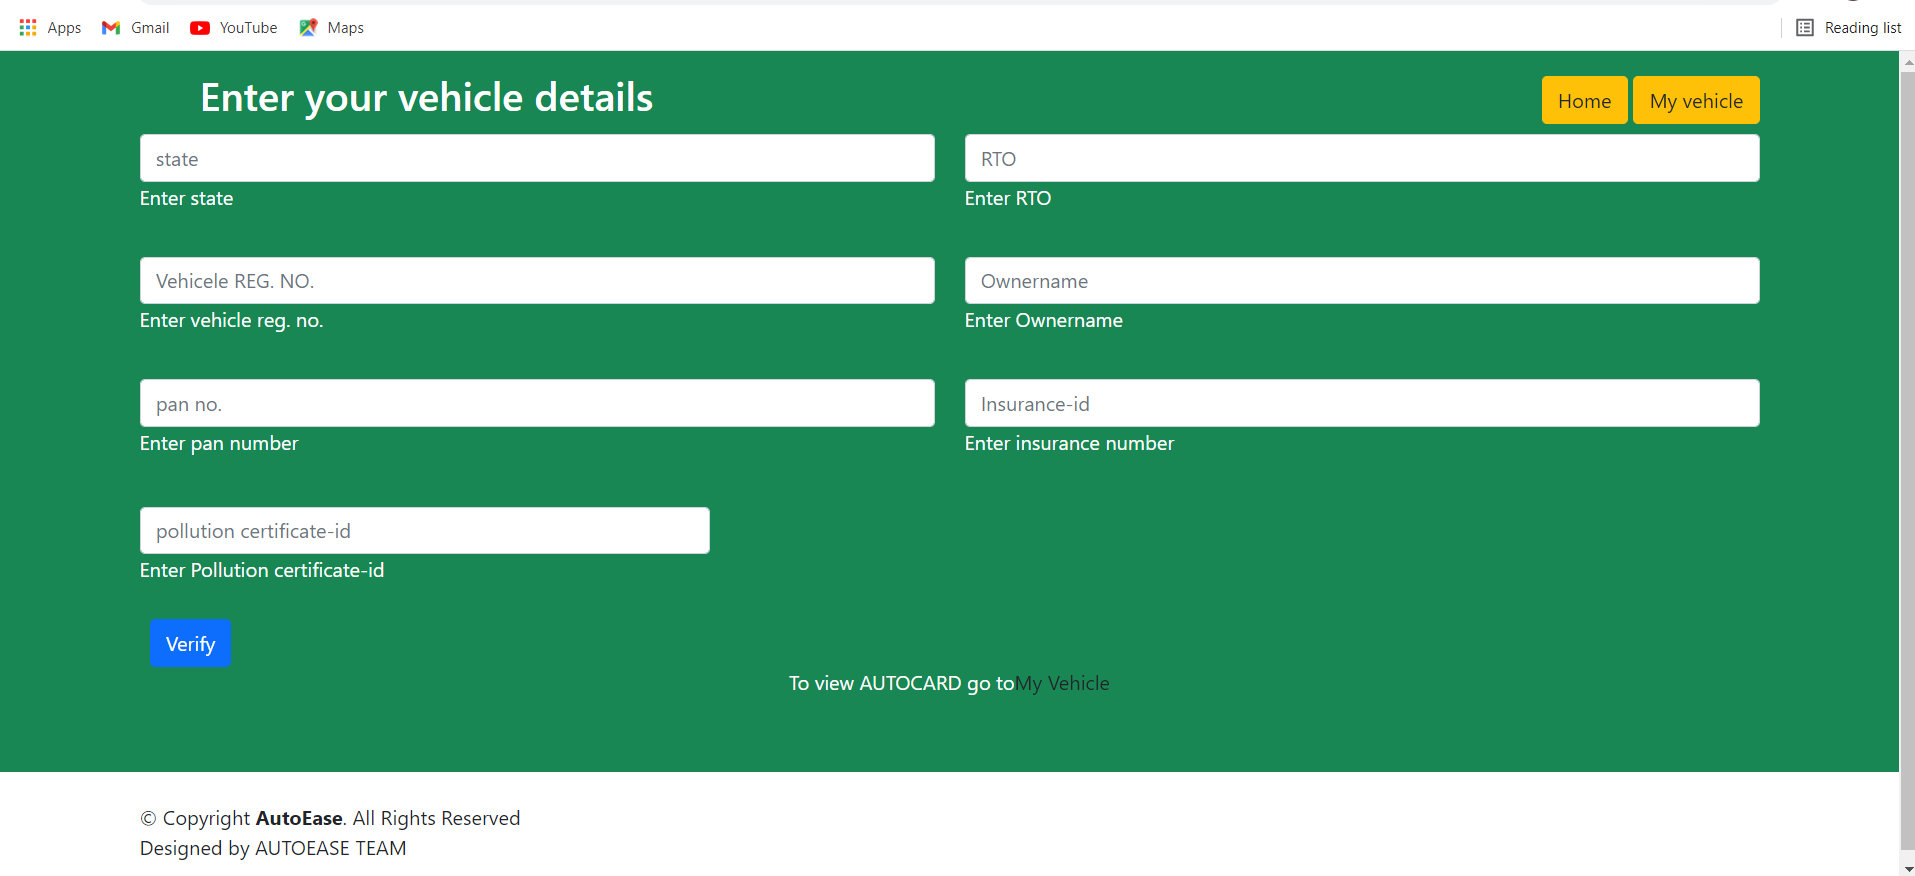 Apps Gmail YouTube Maps Reading list
Enter your vehicle details Home My vehicle
state RTO
Enter state Enter RTO
Vehicele REG. NO. Ownername
Enter vehicle reg. no. Enter Ownername
pan no. Insurance-id
Enter pan number Enter insurance number
pollution certificate-id
Enter Pollution certificate-id
Verify
To view AUTOCARD go toMy Vehicle
© Copyright AutoEase. All Rights Reserved
Designed by AUTOEASE TEAM